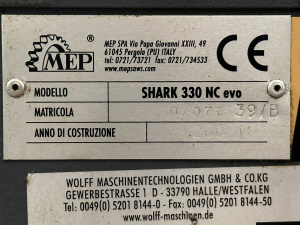 MEP
MEP SPA Via Papa Giovanni XXIII, 49
61045 Pergola (PU) ITALY
tel. 0721/73721 fax. 0721/734533
www.mepsaws.com
CE
MODELLO SHARK 330 NC evo
MATRICOLA 39/B
ANNO DI COSTRUZIONE
WOLFF MASCHINENTECHNOLOGIEN GMBH & CO.KG
GEWERBESTRASSE 1 D - 33790 HALLE/WESTFALEN
Tel.: 0049(0) 5201 8144-0 - Fax: 0049(0) 5201 8144-50
www.wolff-maschinen.de